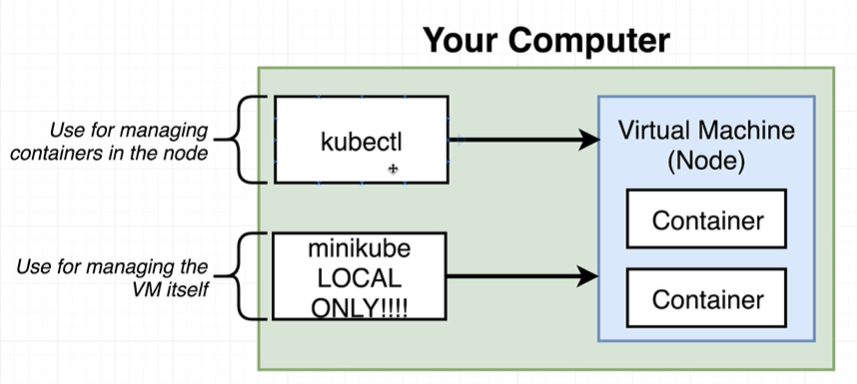 Your Computer
Use for managing
containers in the node
kubectl
Virtual Machine
(Node)
Container
Use for managing the
VM itself
minikube
LOCAL
ONLY!!!!
Container